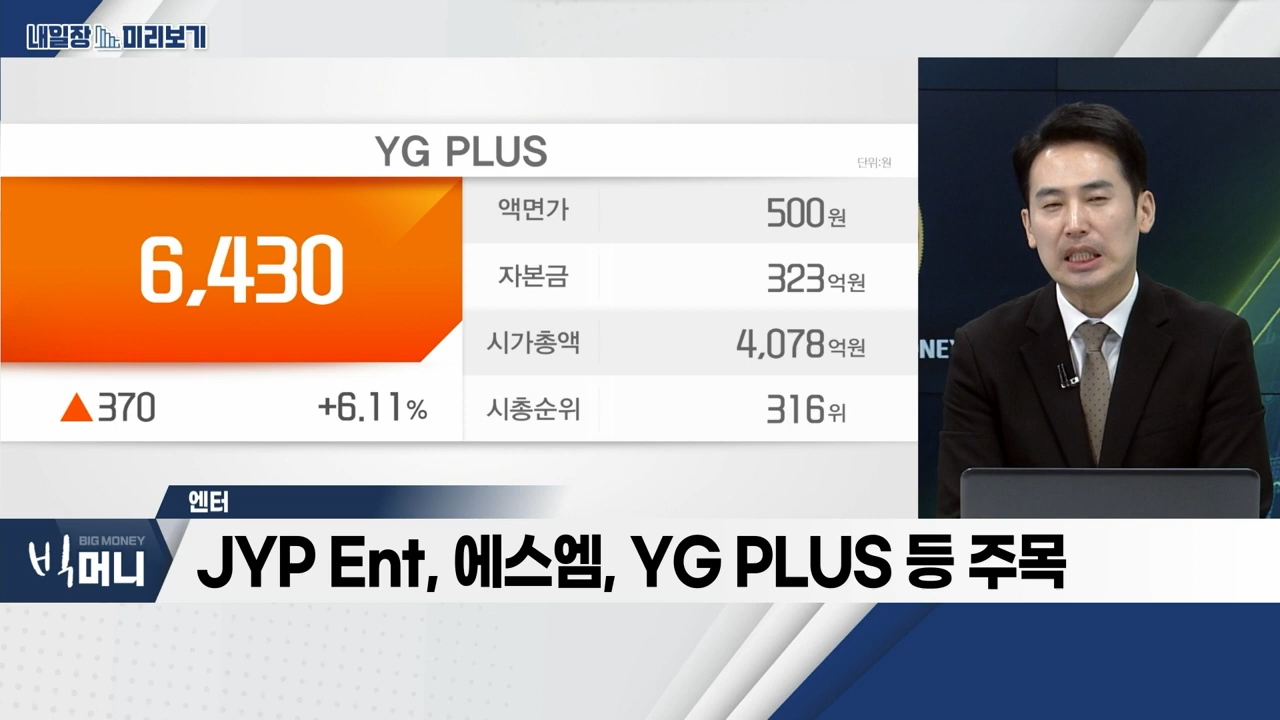 내일장 미리보기
YG PLUS
단위:원
6,430
▲370 +6.11%
액면가 500원
자본금 323억원
시가총액 4,078억원
시총순위 316위
NEY
엔터
BIG MONEY
빅머니
JYP Ent, 에스엠, YG PLUS 등 주목